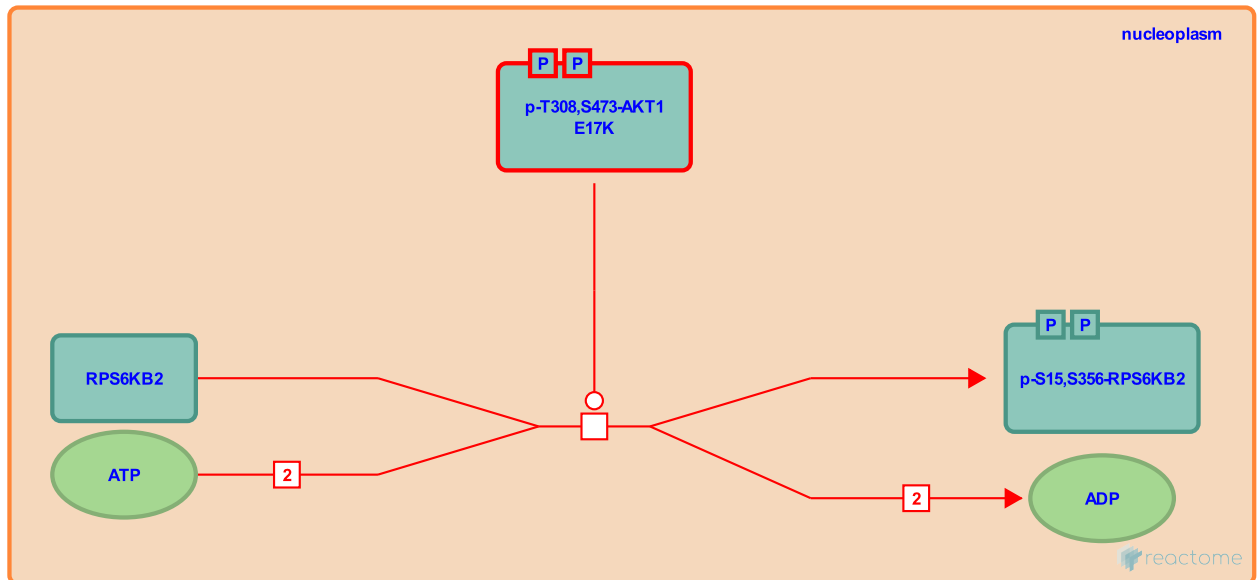 nucleoplasm
P P
p-T308,S473-AKT1
E17K
P P
RPS6KB2
p-S15,S356-RPS6KB2
ATP
2
2
ADP
reactome